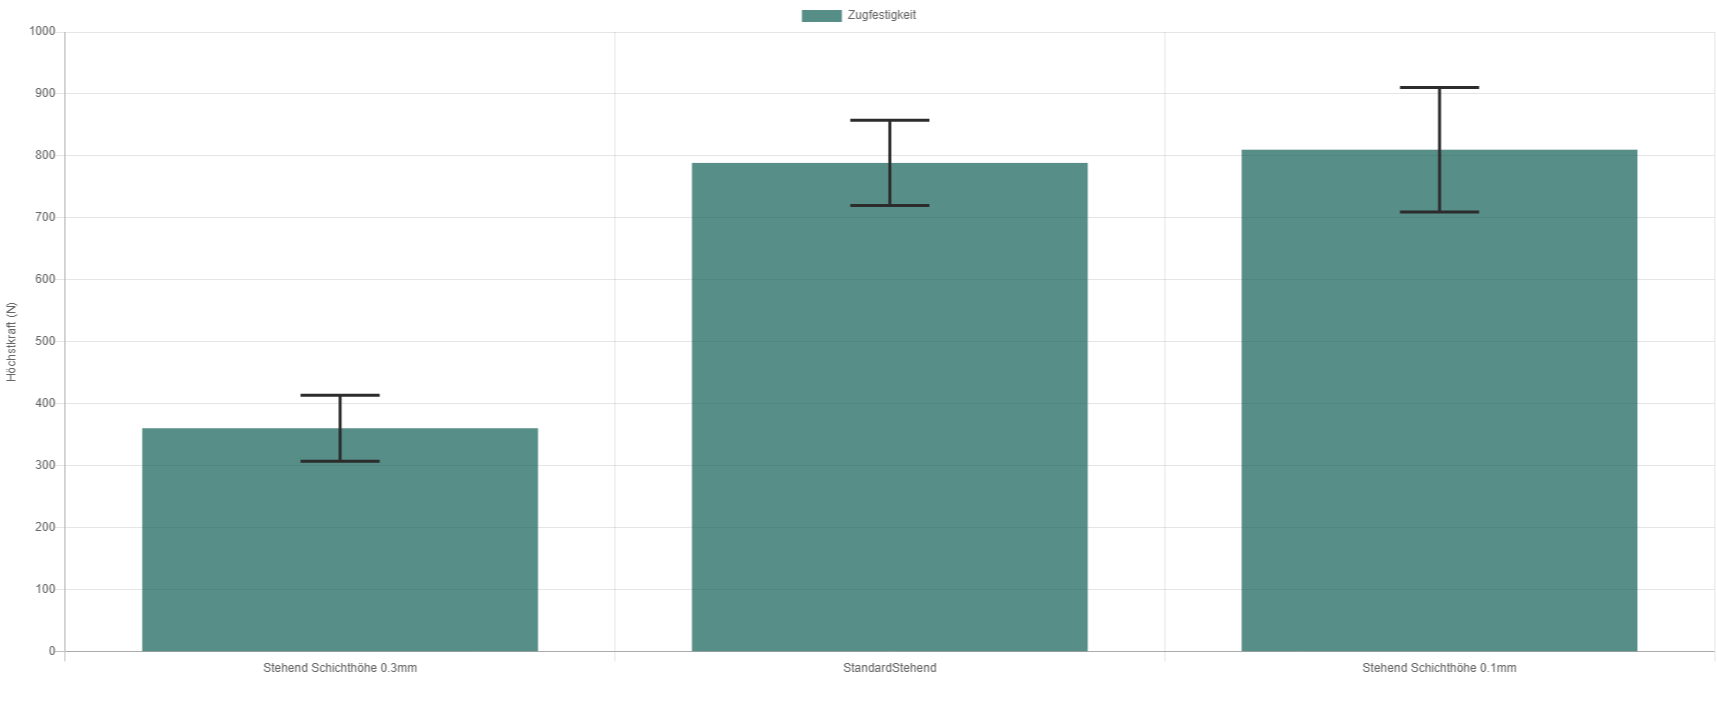 Zugfestigkeit
1000
900
800
700
600
500
400
300
200
100
0
Höchstkraft (N)
Stehend Schichthöhe 0.3mm
StandardStehend
Stehend Schichthöhe 0.1mm